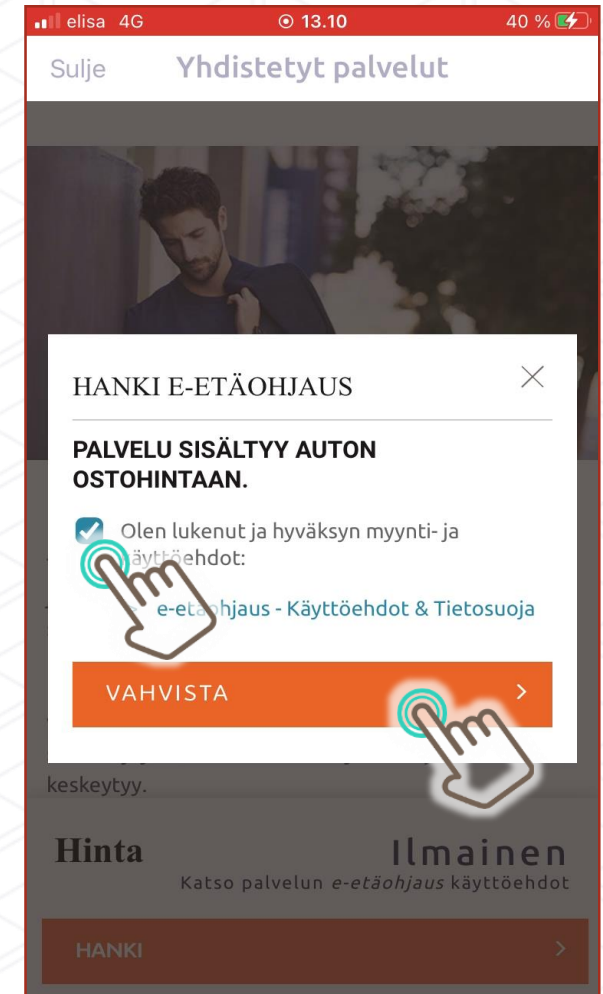 elisa 4G 13.10 40 %
Sulje Yhdistetyt palvelut
HANKI E-ETÄOHJAUS
PALVELU SISÄLTYY AUTON
OSTOHINTAAN.
Olen lukenut ja hyväksyn myynti- ja
käyttöehdot:
e-etäohjaus - Käyttöehdot & Tietosuoja
VAHVISTA
keskeytyy.
Hinta Ilmainen
Katso palvelun e-etäohjaus käyttöehdot
HANKI